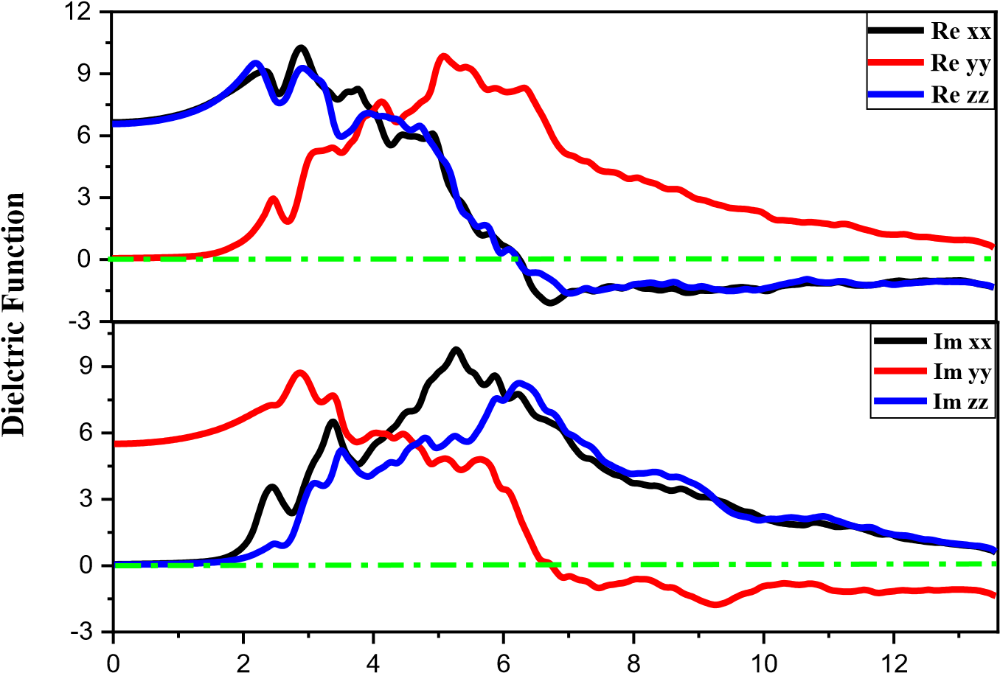 12
9
6
3
0
-3
Re xx
Re yy
Re zz
Dielctric Function
9
6
3
0
-3
Im xx
Im yy
Im zz
0 2 4 6 8 10 12